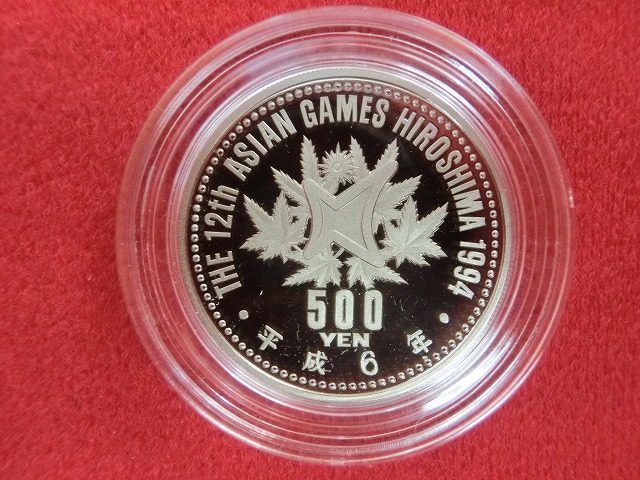 THE 12th ASIAN GAMES HIROSHIMA 1994
500
YEN
・平成6年・